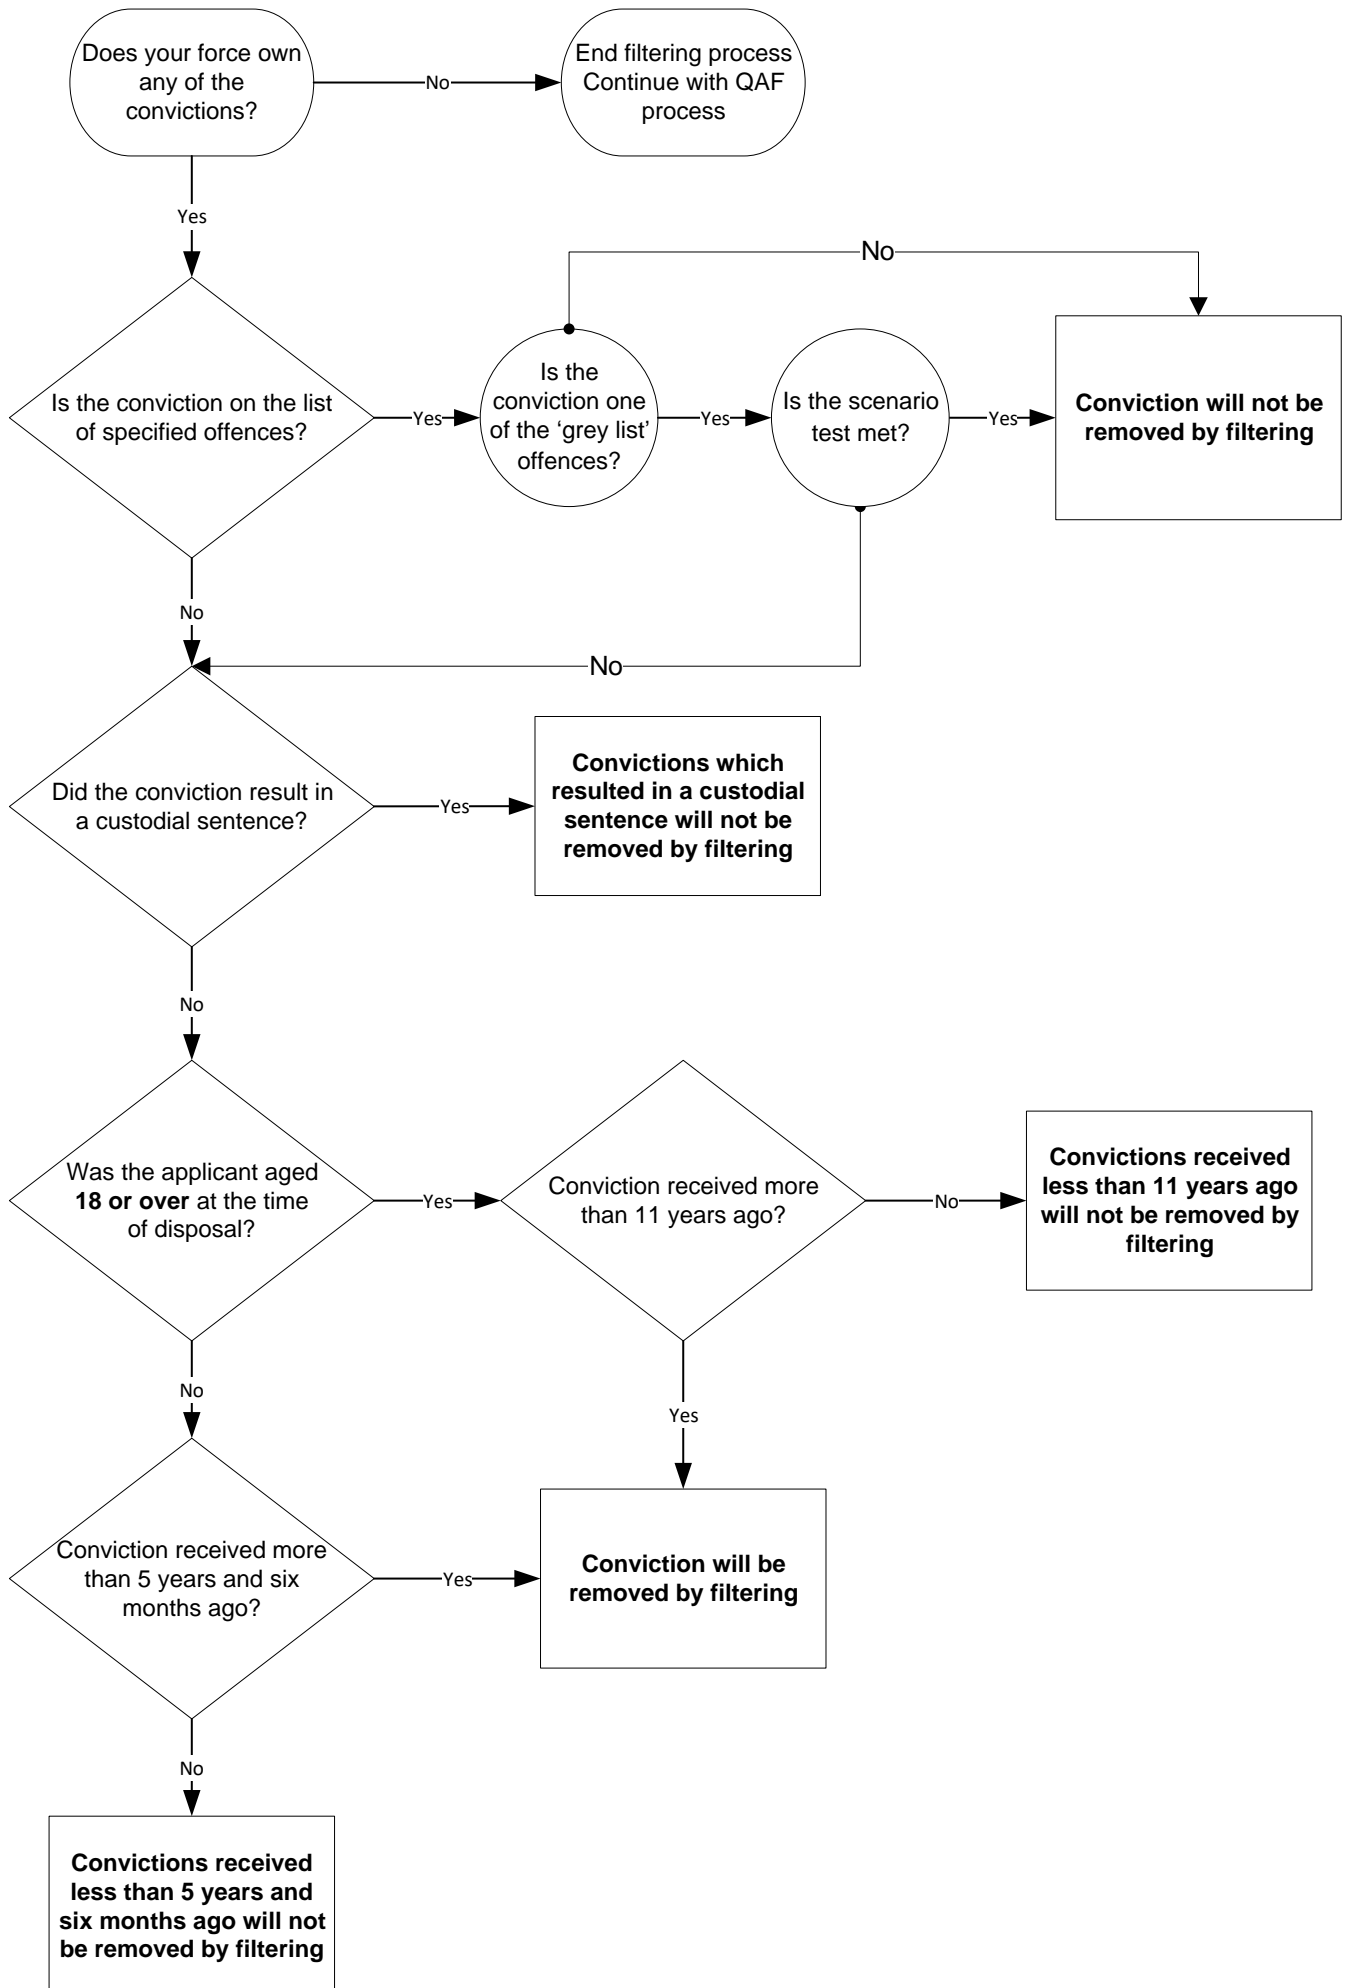 Does your force own
any of the
convictions?
No
End filtering process
Continue with QAF
process
Yes
No
Is the conviction on the list
of specified offences?
Yes
Is the
conviction one
of the ‘grey list’
offences?
Yes
Is the scenario
test met?
Yes
Conviction will not be
removed by filtering
No
No
Did the conviction result in
a custodial sentence?
Yes
Convictions which
resulted in a custodial
sentence will not be
removed by filtering
No
Was the applicant aged
18 or over at the time
of disposal?
Yes
Conviction received more
than 11 years ago?
No
Convictions received
less than 11 years ago
will not be removed by
filtering
No
Yes
Conviction received more
than 5 years and six
months ago?
Yes
Conviction will be
removed by filtering
No
Convictions received
less than 5 years and
six months ago will not
be removed by filtering